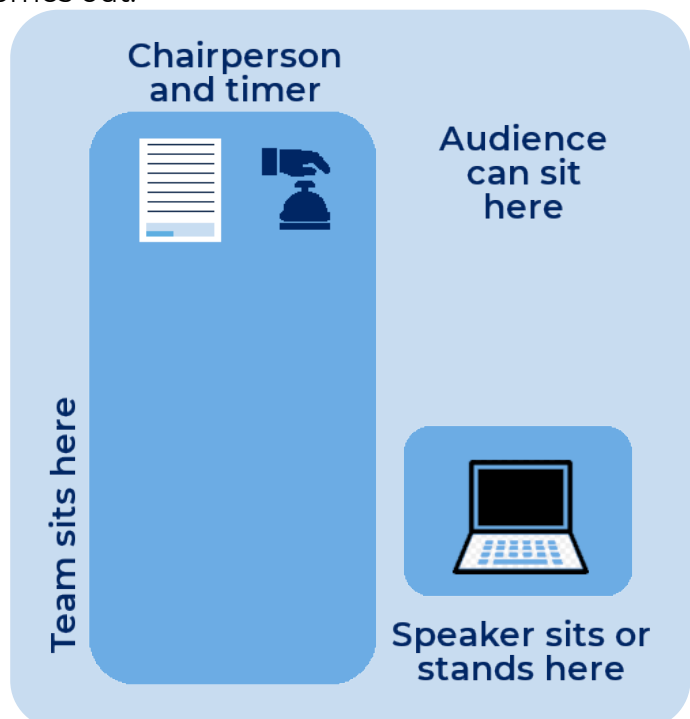 Chairperson
and timer
Audience
can sit
here
Team sits here
Speaker sits or
stands here